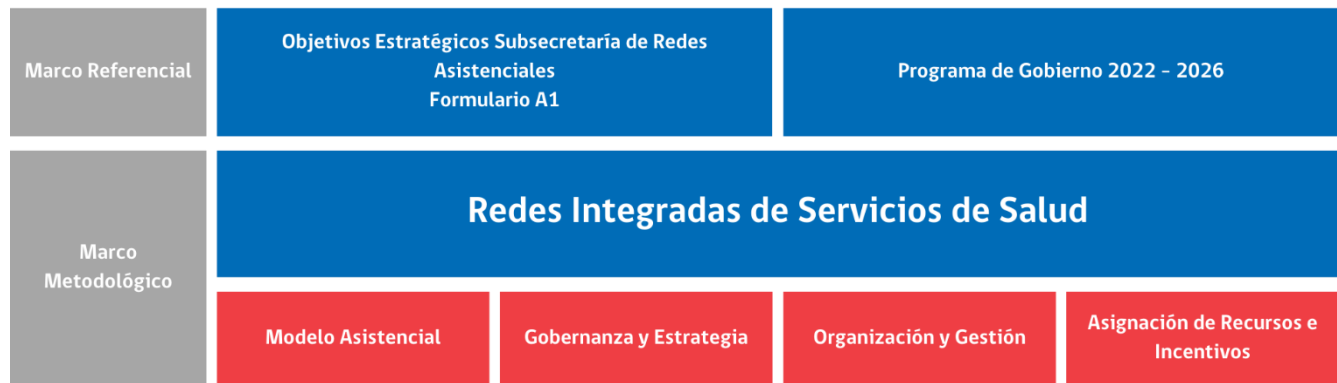 Marco Referencial
Objetivos Estratégicos Subsecretaría de Redes
Asistenciales
Formulario A1
Programa de Gobierno 2022 - 2026
Marco
Metodológico
Redes Integradas de Servicios de Salud
Modelo Asistencial
Gobernanza y Estrategia
Organización y Gestión
Asignación de Recursos e
Incentivos